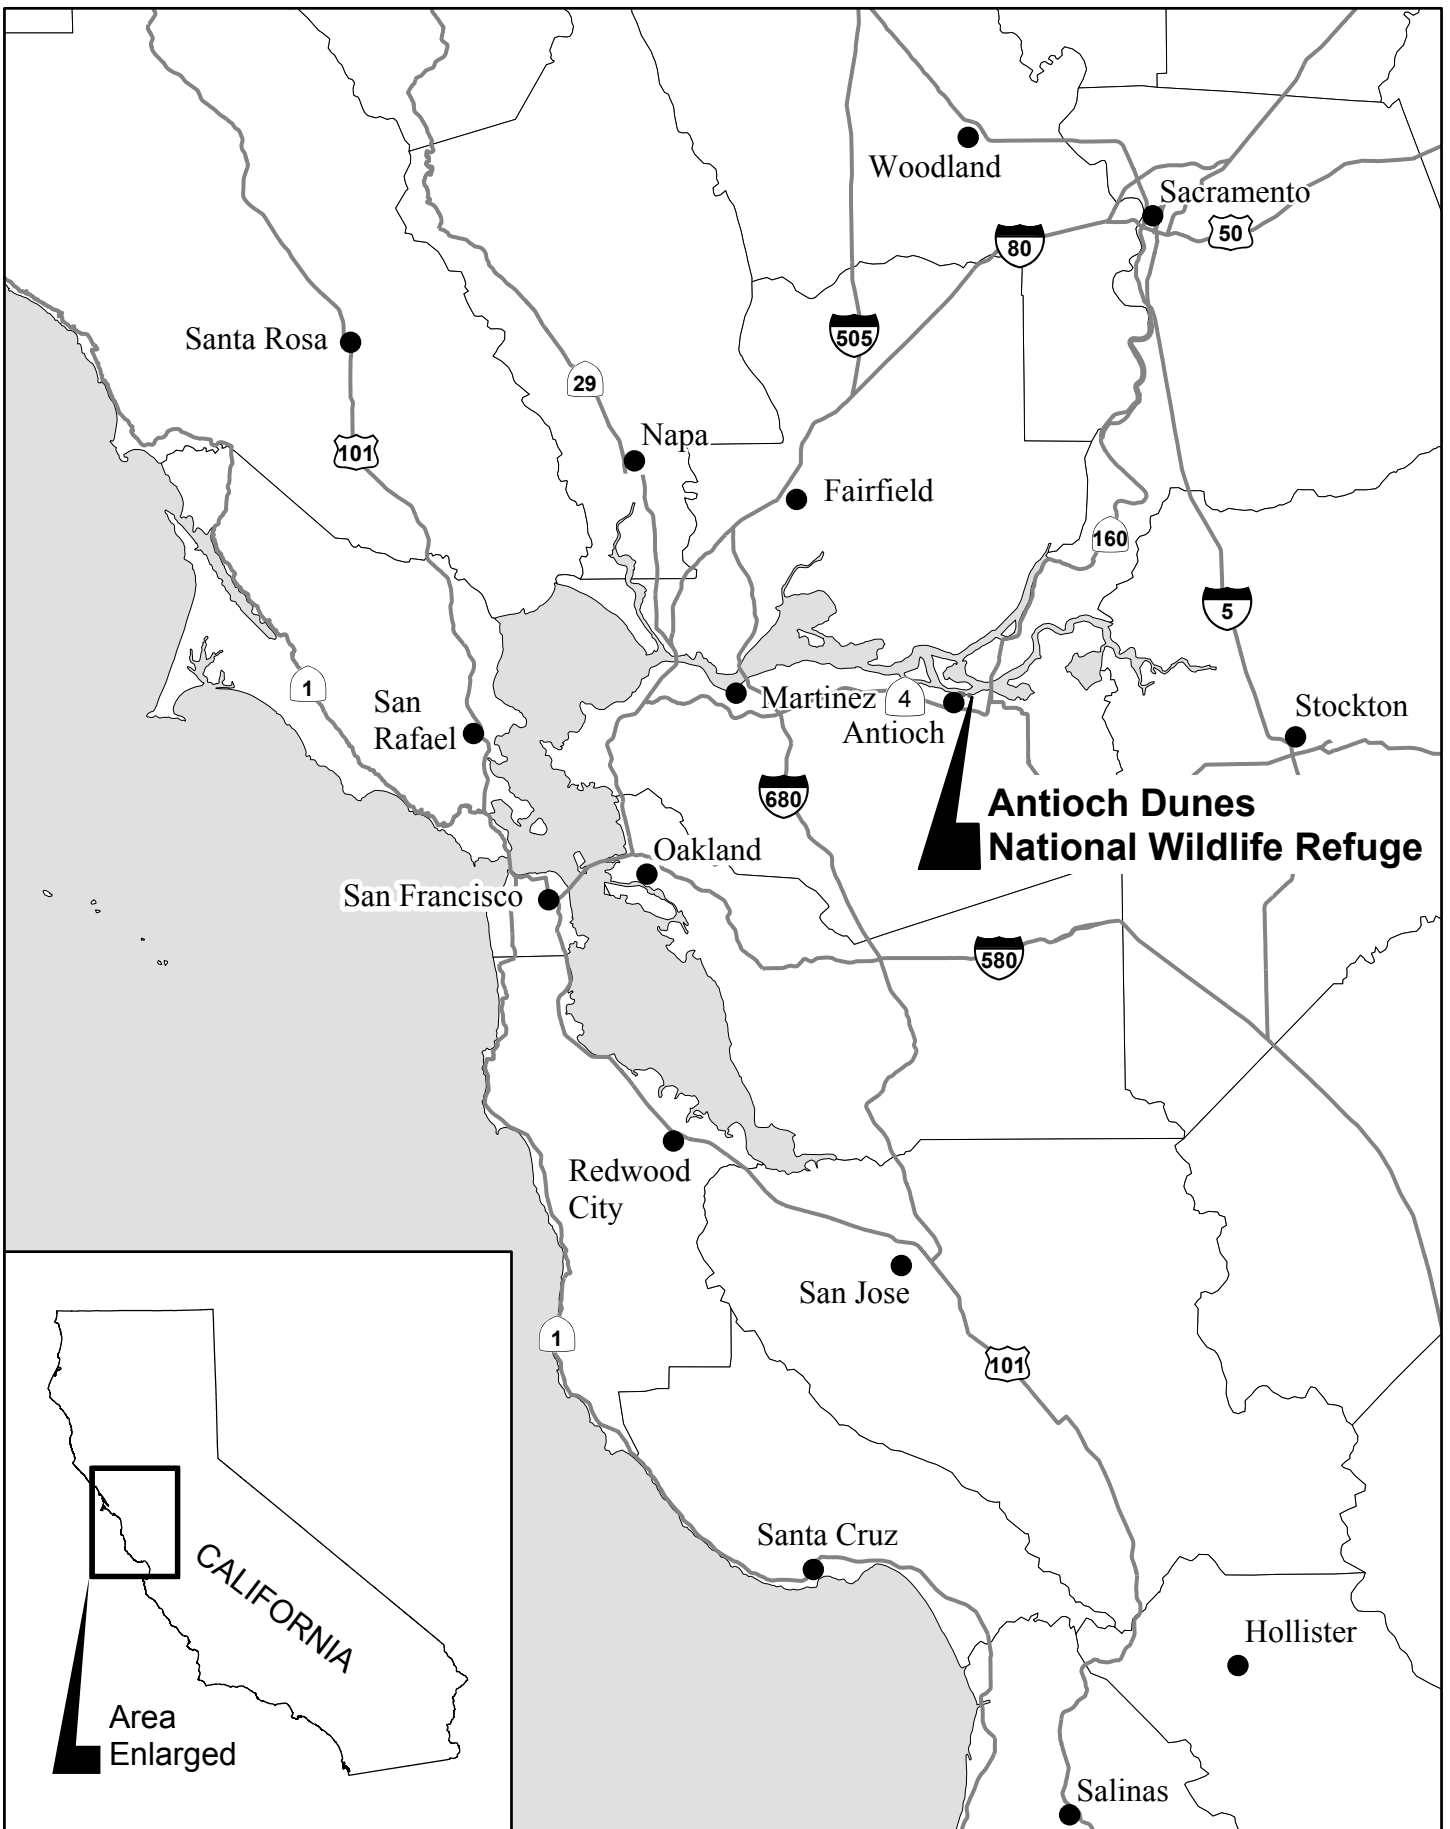 Woodland
Sacramento
50
80
Santa Rosa
505
29
Napa
101
Fairfield
160
5
1
San
Rafael
Martinez
4
Antioch
Stockton
680
Antioch Dunes
National Wildlife Refuge
Oakland
San Francisco
580
Redwood
City
San Jose
1
101
Santa Cruz
CALIFORNIA
Hollister
Area
Enlarged
Salinas